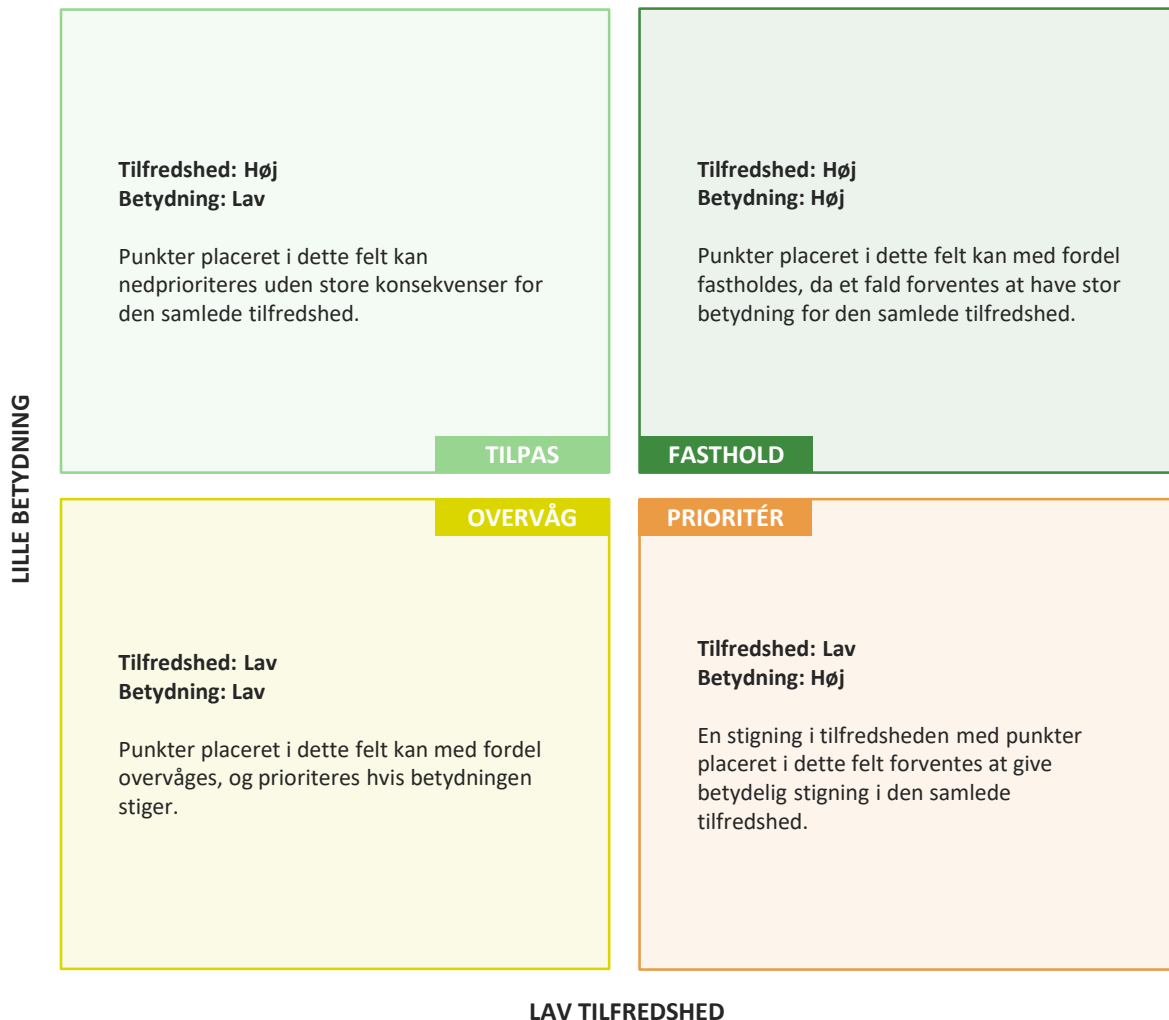 Tilfredshed: Høj
Betydning: Lav
Punkter placeret i dette felt kan
nedprioriteres uden store konsekvenser for
den samlede tilfredshed.
TILPAS
Tilfredshed: Høj
Betydning: Høj
Punkter placeret i dette felt kan med fordel
fastholdes, da et fald forventes at have stor
betydning for den samlede tilfredshed.
FASTHOLD
LILLE BETYDNING
OVERVÅG
Tilfredshed: Lav
Betydning: Lav
Punkter placeret i dette felt kan med fordel
overvåges, og prioriteres hvis betydningen
stiger.
PRIORITÉR
Tilfredshed: Lav
Betydning: Høj
En stigning i tilfredsheden med punkter
placeret i dette felt forventes at give
betydelig stigning i den samlede
tilfredshed.
LAV TILFREDSHED